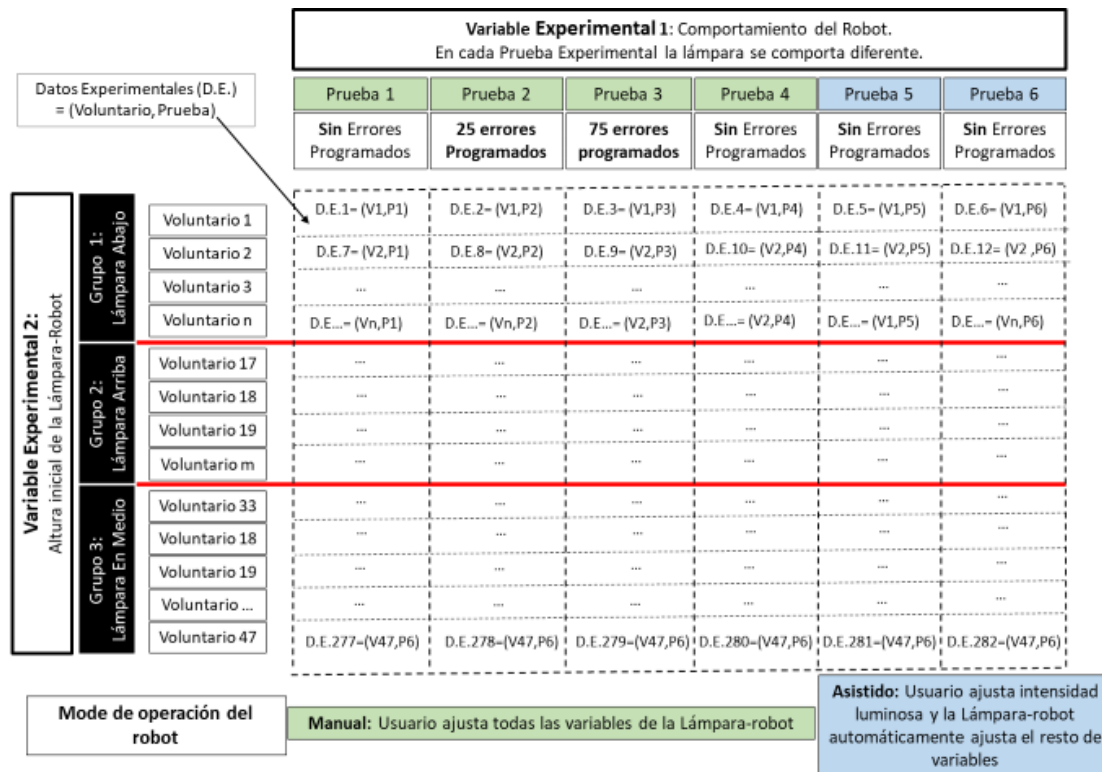 Variable Experimental 1: Comportamiento del Robot.
En cada Prueba Experimental la lámpara se comporta diferente.
Datos Experimentales (D.E.)
= (Voluntario, Prueba)
Prueba 1 Prueba 2 Prueba 3 Prueba 4 Prueba 5 Prueba 6
Sin Errores 25 errores 75 errores Sin Errores Sin Errores Sin Errores
Programados Programados programados Programados Programados Programados
Variable Experimental 2:
Altura inicial de la Lámpara-Robot
Grupo 1:
Lámpara Abajo
Voluntario 1 D.E.1= (V1,P1) D.E.2= (V1,P2) D.E.3= (V1,P3) D.E.4= (V1,P4) D.E.5= (V1,P5) D.E.6= (V1,P6)
Voluntario 2 D.E.7= (V2,P1) D.E.8= (V2,P2) D.E.9= (V2,P3) D.E.10= (V2,P4) D.E.11= (V2,P5) D.E.12= (V2 ,P6)
Voluntario 3 ... ... ... ... ... ...
Voluntario n D.E...= (Vn,P1) D.E...= (Vn,P2) D.E...= (V2,P3) D.E...= (V2,P4) D.E...= (V1,P5) D.E...= (Vn,P6)
Grupo 2:
Lámpara Arriba
Voluntario 17 ... ... ... ... ... ...
Voluntario 18 ... ... ... ... ... ...
Voluntario 19 ... ... ... ... ... ...
Voluntario m ... ... ... ... ... ...
Grupo 3:
Lámpara En Medio
Voluntario 33 ... ... ... ... ... ...
Voluntario 18 ... ... ... ... ... ...
Voluntario 19 ... ... ... ... ... ...
Voluntario ... ... ... ... ... ... ...
Voluntario 47 D.E.277=(V47,P6) D.E.278=(V47,P6) D.E.279=(V47,P6) D.E.280=(V47,P6) D.E.281=(V47,P6) D.E.282=(V47,P6)
Mode de operación del
robot
Manual: Usuario ajusta todas las variables de la Lámpara-robot
Asistido: Usuario ajusta intensidad
luminosa y la Lámpara-robot
automáticamente ajusta el resto de
variables